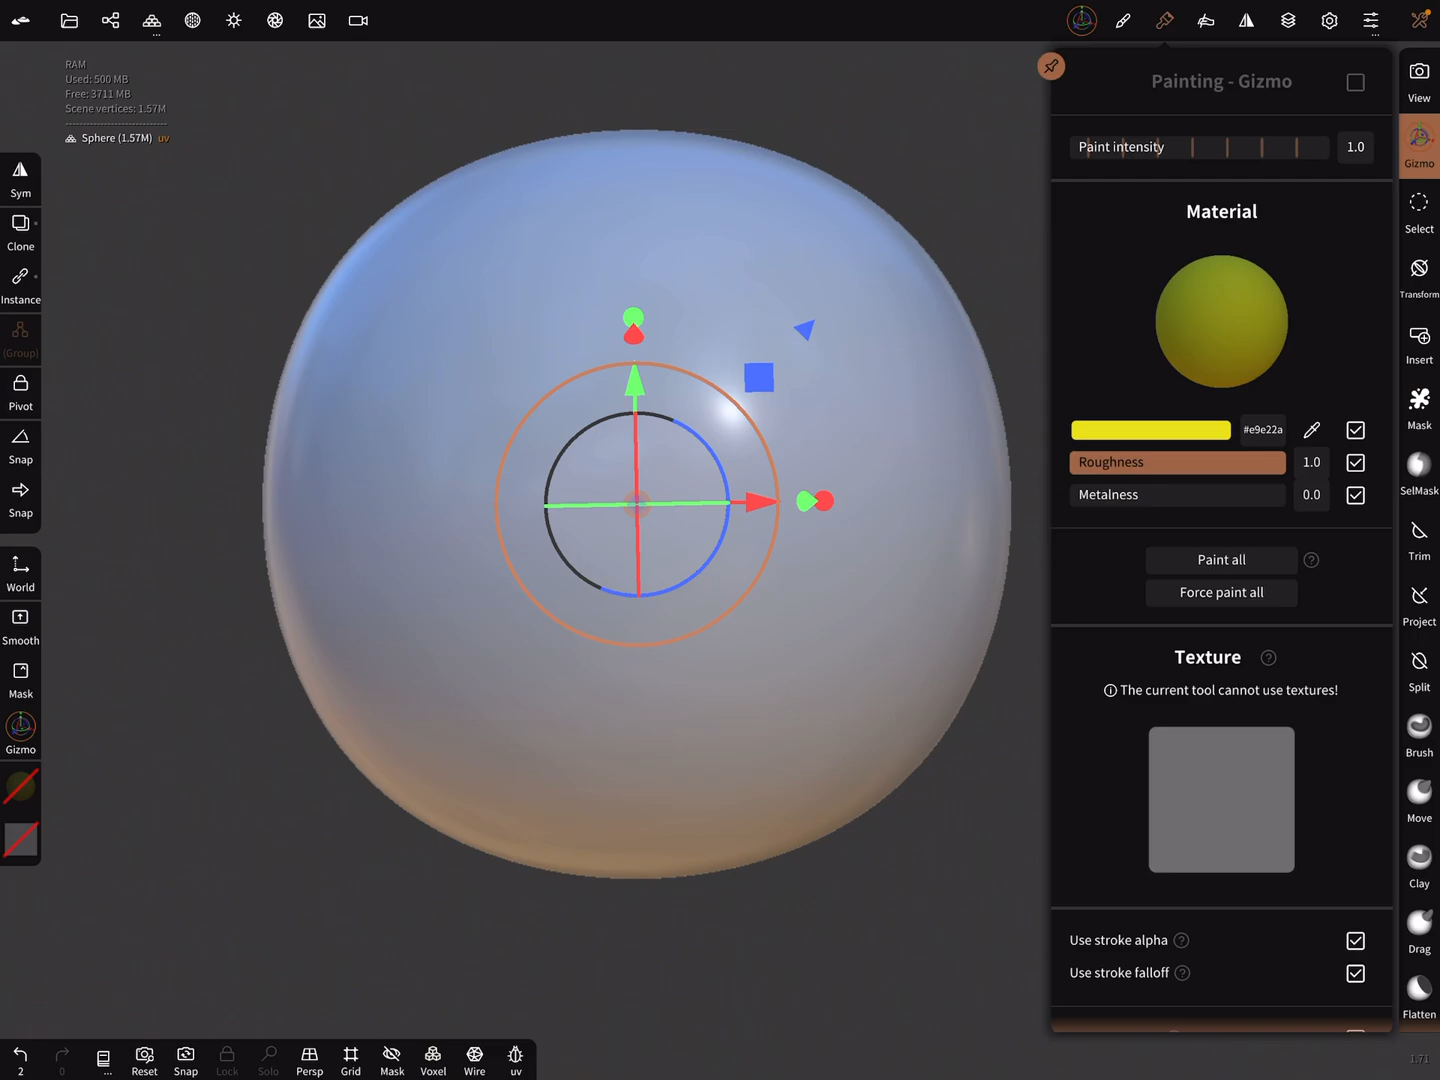 RAM
Used: 500 MB
Free: 3711 MB
Scene vertices: 1.57M
Sphere (1.57M) uv
Sym
Clone
Instance
(Group)
Pivot
Snap
Snap
World
Smooth
Mask
Gizmo
Painting - Gizmo
Paint intensity 1.0
Material
#e9e22a
Roughness 1.0
Metalness 0.0
Paint all ?
Force paint all
Texture ?
The current tool cannot use textures!
Use stroke alpha ?
Use stroke falloff ?
View
Gizmo
Select
Transform
Insert
Mask
SelMask
Trim
Project
Split
Brush
Move
Clay
Drag
Flatten
2
0
...
Reset
Snap
Lock
Solo
Persp
Grid
Mask
Voxel
Wire
uv
1.71